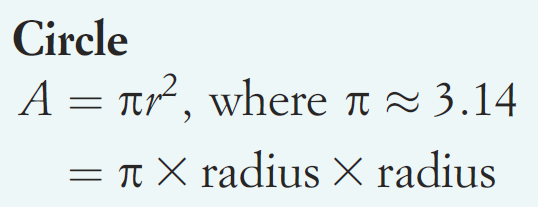 Circle
A = πr², where π ≈ 3.14
= π × radius × radius